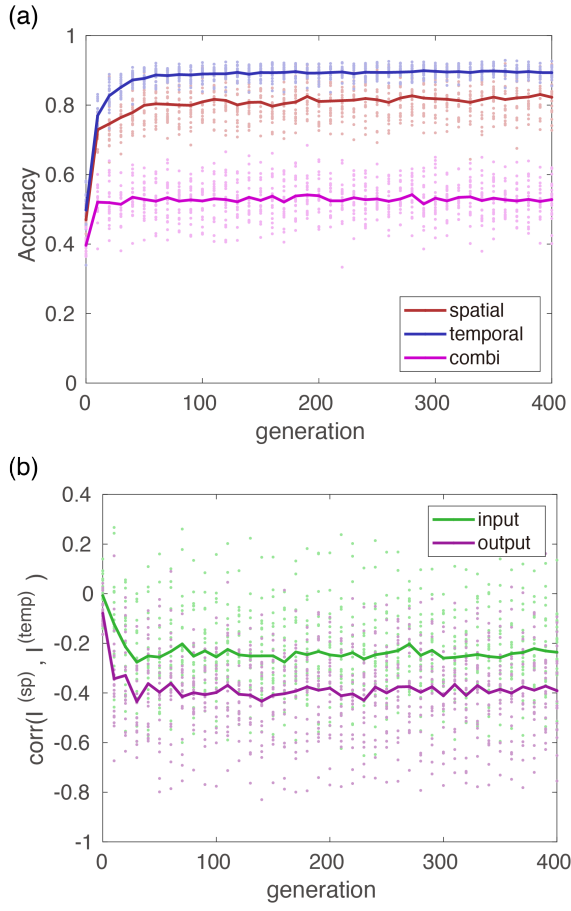 (a)
1
0.8
0.6
0.4
0.2
0
Accuracy
spatial
temporal
combi
0 100 200 300 400
generation
(b)
0.4
0.2
0
-0.2
-0.4
-0.6
-0.8
-1
corr(I (sp) , I (temp) )
input
output
0 100 200 300 400
generation